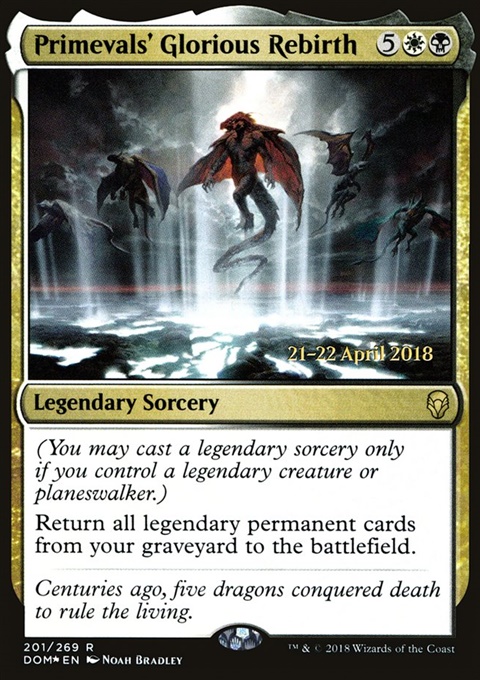 Primevals' Glorious Rebirth 5
21–22 April 2018
Legendary Sorcery
(You may cast a legendary sorcery only
if you control a legendary creature or
planeswalker.)
Return all legendary permanent cards
from your graveyard to the battlefield.
Centuries ago, five dragons conquered death
to rule the living.
201/269 R
DOM★EN Noah Bradley
™ & © 2018 Wizards of the Coast